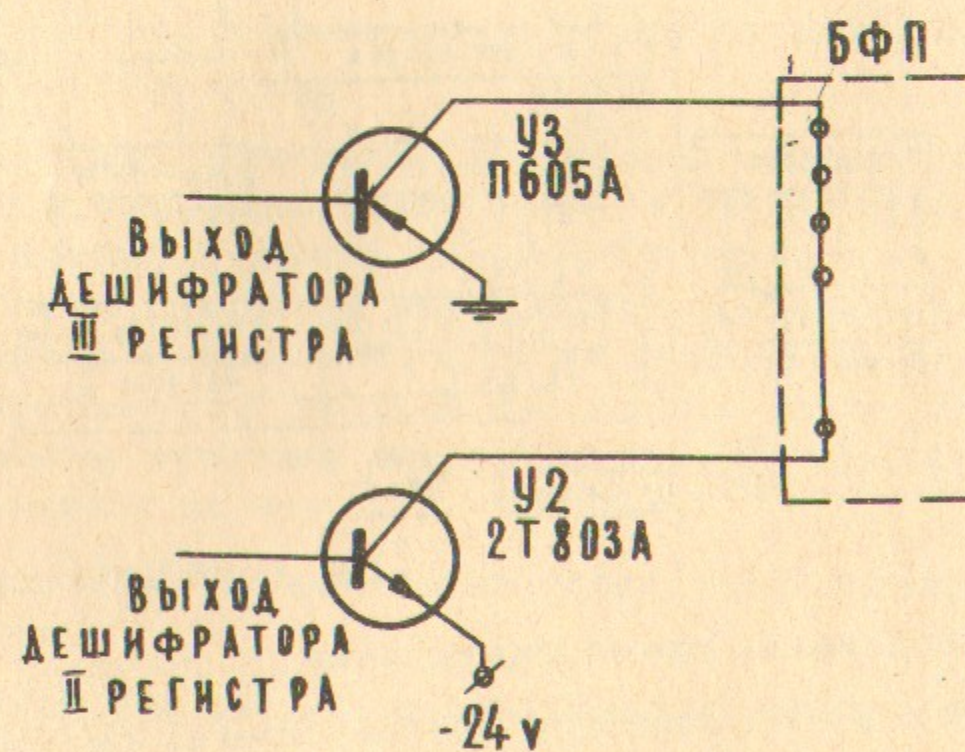 БФП
У3
П605А
ВЫХОД
ДЕШИФРАТОРА
III РЕГИСТРА
У2
2Т803А
ВЫХОД
ДЕШИФРАТОРА
II РЕГИСТРА
-24 v